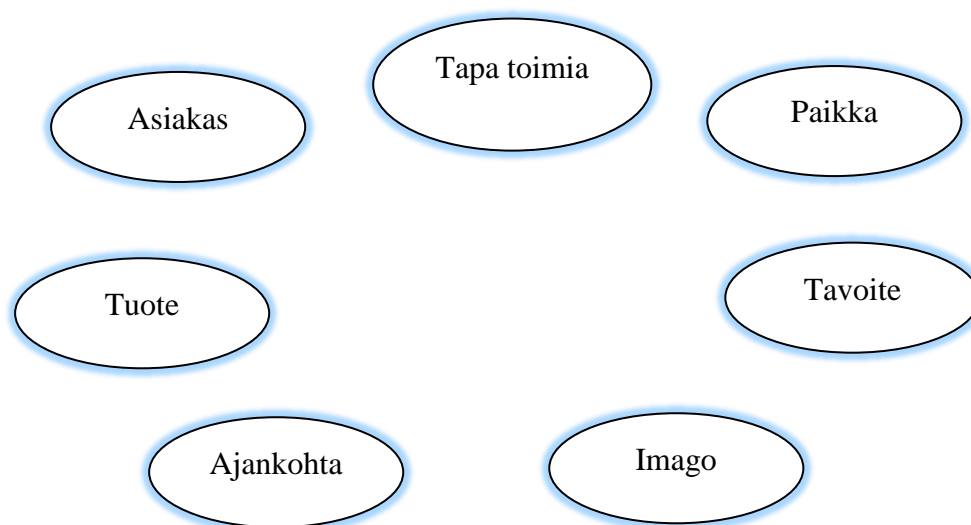 Tapa toimia
Asiakas
Paikka
Tuote
Tavoite
Ajankohta
Imago